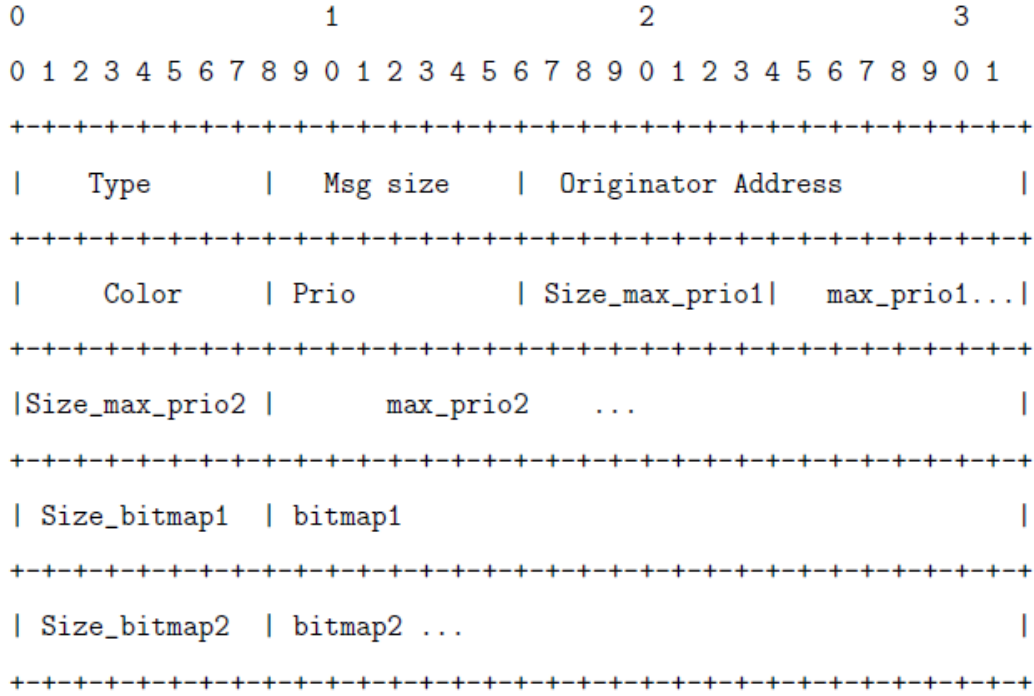 0                   1                   2                   3
0 1 2 3 4 5 6 7 8 9 0 1 2 3 4 5 6 7 8 9 0 1 2 3 4 5 6 7 8 9 0 1
+-+-+-+-+-+-+-+-+-+-+-+-+-+-+-+-+-+-+-+-+-+-+-+-+-+-+-+-+-+-+-+-+
|    Type       |   Msg size    |  Originator Address           |
+-+-+-+-+-+-+-+-+-+-+-+-+-+-+-+-+-+-+-+-+-+-+-+-+-+-+-+-+-+-+-+-+
|     Color     | Prio          | Size_max_prio1|   max_prio1...|
+-+-+-+-+-+-+-+-+-+-+-+-+-+-+-+-+-+-+-+-+-+-+-+-+-+-+-+-+-+-+-+-+
|Size_max_prio2 |       max_prio2    ...                        |
+-+-+-+-+-+-+-+-+-+-+-+-+-+-+-+-+-+-+-+-+-+-+-+-+-+-+-+-+-+-+-+-+
| Size_bitmap1  | bitmap1                                       |
+-+-+-+-+-+-+-+-+-+-+-+-+-+-+-+-+-+-+-+-+-+-+-+-+-+-+-+-+-+-+-+-+
| Size_bitmap2  | bitmap2 ...                                   |
+-+-+-+-+-+-+-+-+-+-+-+-+-+-+-+-+-+-+-+-+-+-+-+-+-+-+-+-+-+-+-+-+